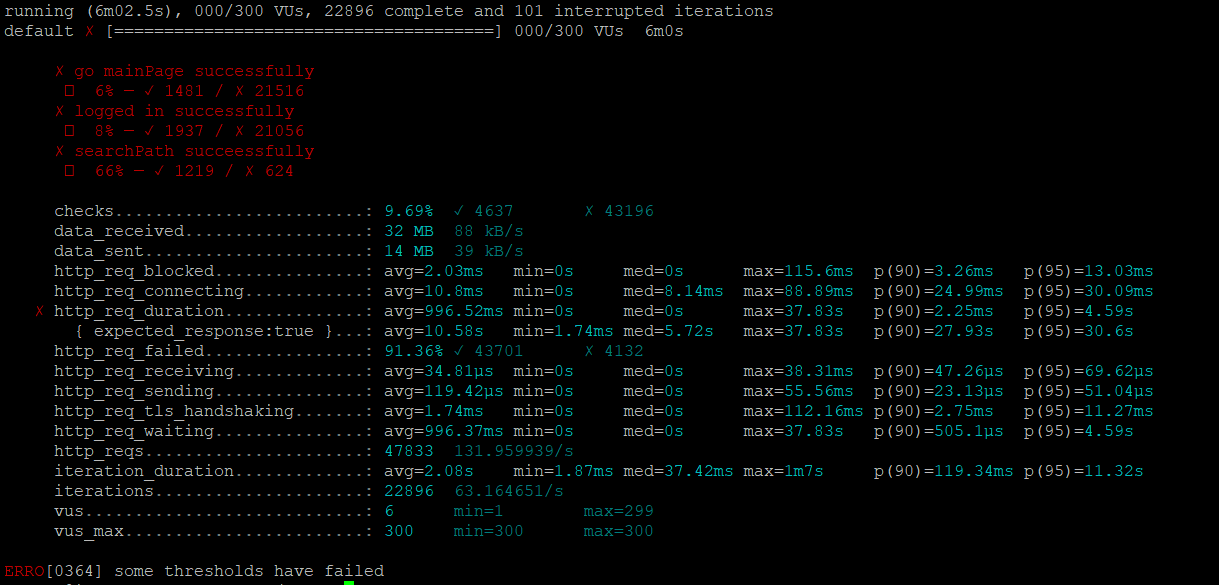 running (6m02.5s), 000/300 VUs, 22896 complete and 101 interrupted iterations
default ✗ [======================================] 000/300 VUs  6m0s
✗ go mainPage successfully
6% — ✓ 1481 / ✗ 21516
✗ logged in successfully
8% — ✓ 1937 / ✗ 21056
✗ searchPath succeessfully
66% — ✓ 1219 / ✗ 624
checks.........................: 9.69%  ✓ 4637       ✗ 43196
data_received..................: 32 MB  88 kB/s
data_sent......................: 14 MB  39 kB/s
http_req_blocked...............: avg=2.03ms   min=0s     med=0s      max=115.6ms  p(90)=3.26ms   p(95)=13.03ms
http_req_connecting............: avg=10.8ms   min=0s     med=8.14ms  max=88.89ms  p(90)=24.99ms  p(95)=30.09ms
✗ http_req_duration..............: avg=996.52ms min=0s     med=0s      max=37.83s   p(90)=2.25ms   p(95)=4.59s
{ expected_response:true }...: avg=10.58s   min=1.74ms med=5.72s   max=37.83s   p(90)=27.93s   p(95)=30.6s
http_req_failed................: 91.36% ✓ 43701      ✗ 4132
http_req_receiving.............: avg=34.81µs  min=0s     med=0s      max=38.31ms  p(90)=47.26µs  p(95)=69.62µs
http_req_sending...............: avg=119.42µs min=0s     med=0s      max=55.56ms  p(90)=23.13µs  p(95)=51.04µs
http_req_tls_handshaking.......: avg=1.74ms   min=0s     med=0s      max=112.16ms p(90)=2.75ms   p(95)=11.27ms
http_req_waiting...............: avg=996.37ms min=0s     med=0s      max=37.83s   p(90)=505.1µs  p(95)=4.59s
http_reqs......................: 47833  131.959939/s
iteration_duration.............: avg=2.08s    min=1.87ms med=37.42ms max=1m7s     p(90)=119.34ms p(95)=11.32s
iterations.....................: 22896  63.164651/s
vus............................: 6      min=1        max=299
vus_max........................: 300    min=300      max=300
ERRO[0364] some thresholds have failed